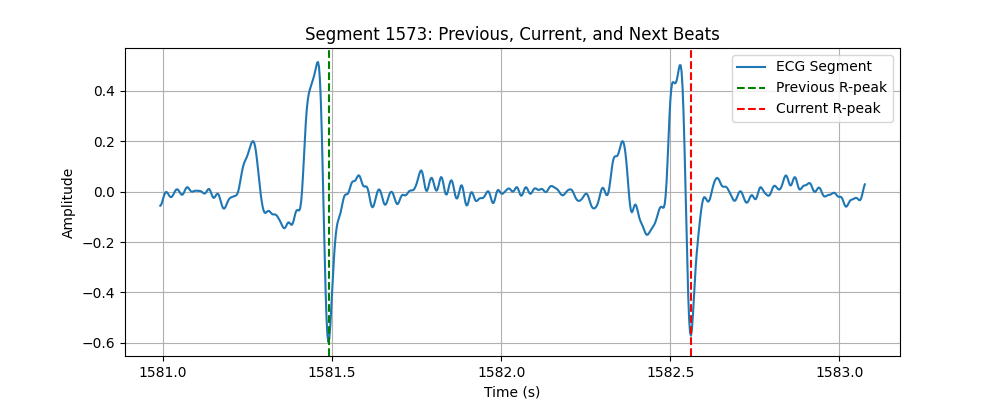 Segment 1573: Previous, Current, and Next Beats
ECG Segment
Previous R-peak
Current R-peak
Amplitude
0.4
0.2
0.0
−0.2
−0.4
−0.6
1581.0 1581.5 1582.0 1582.5 1583.0
Time (s)